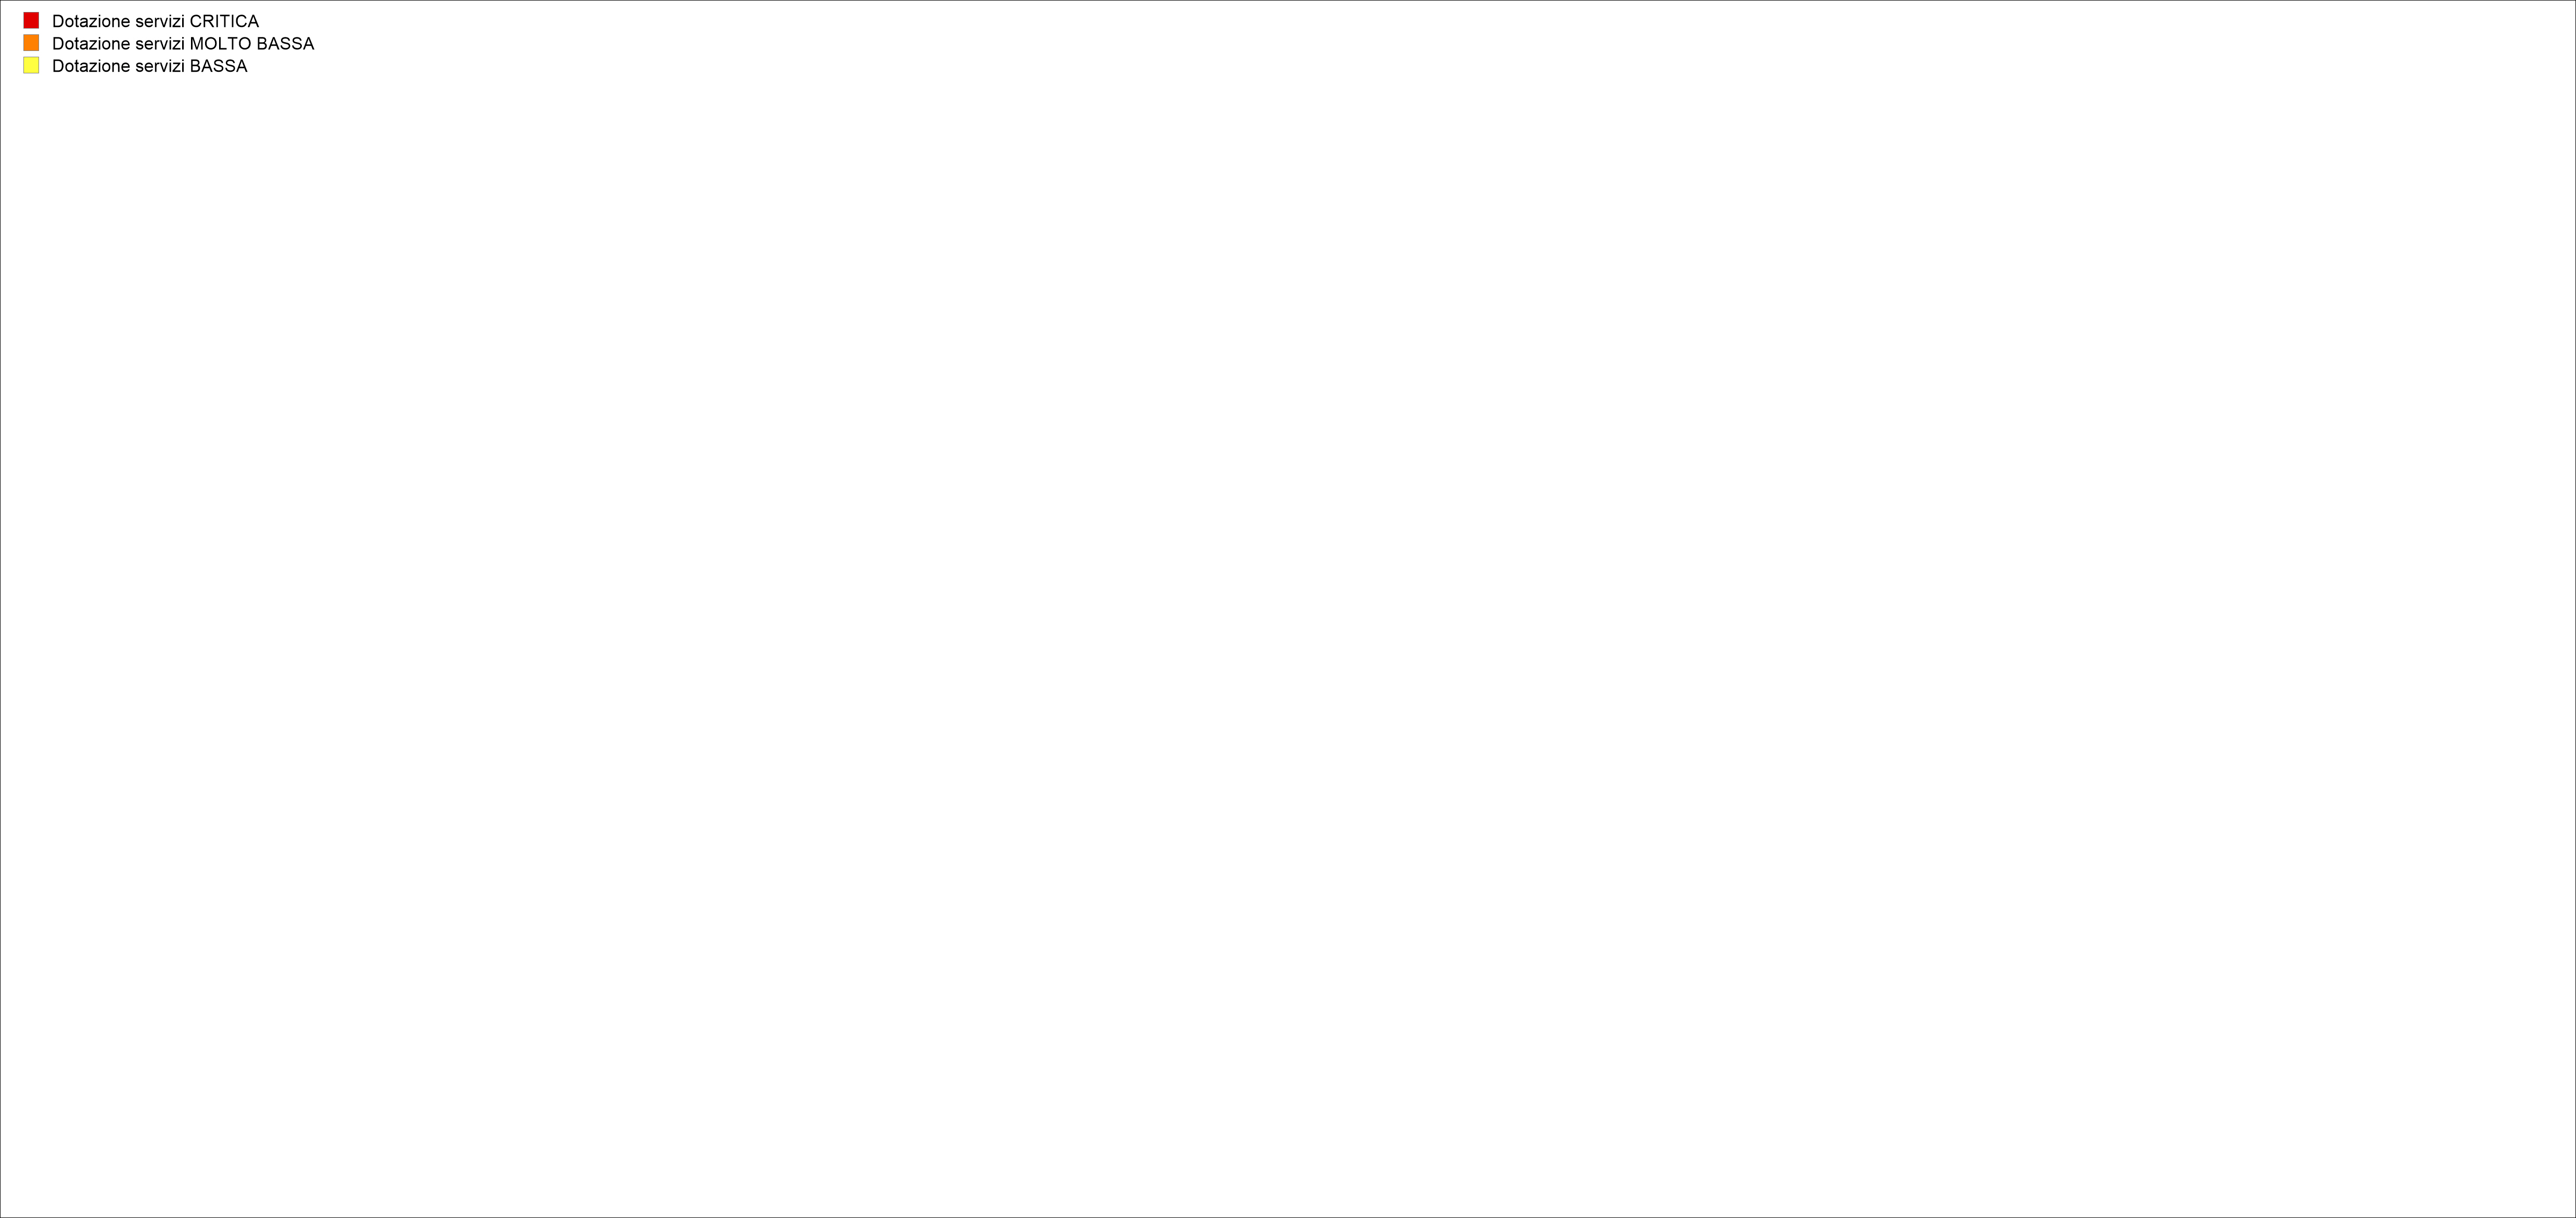 Dotazione servizi CRITICA
Dotazione servizi MOLTO BASSA
Dotazione servizi BASSA